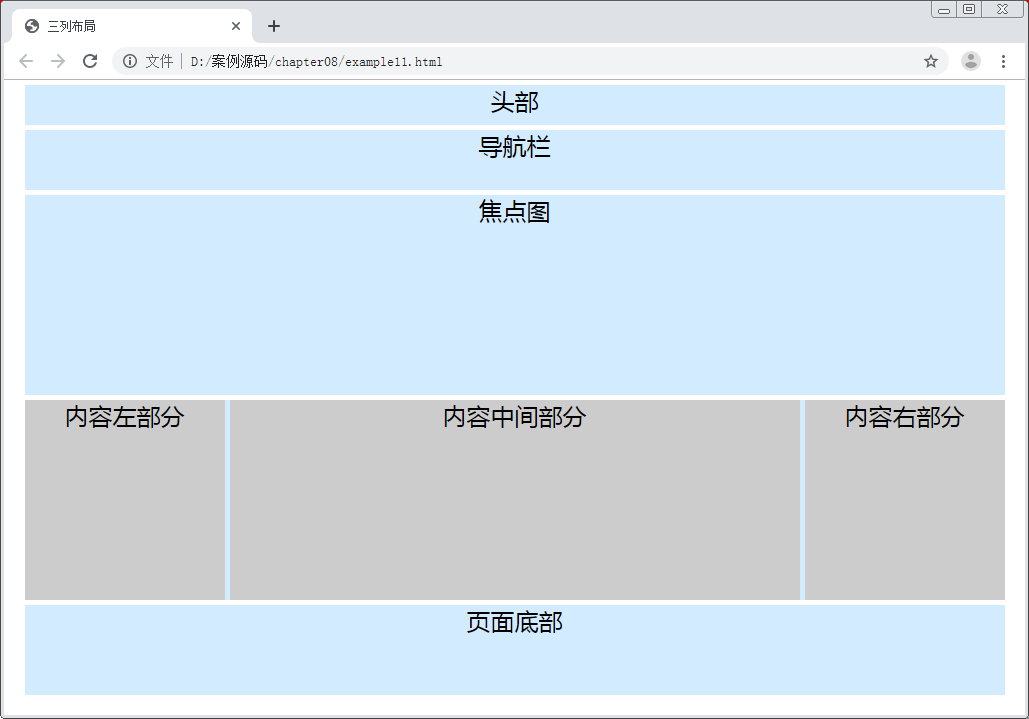 三列布局
文件 D:/案例源码/chapter08/example11.html
头部
导航栏
焦点图
内容左部分 内容中间部分 内容右部分
页面底部